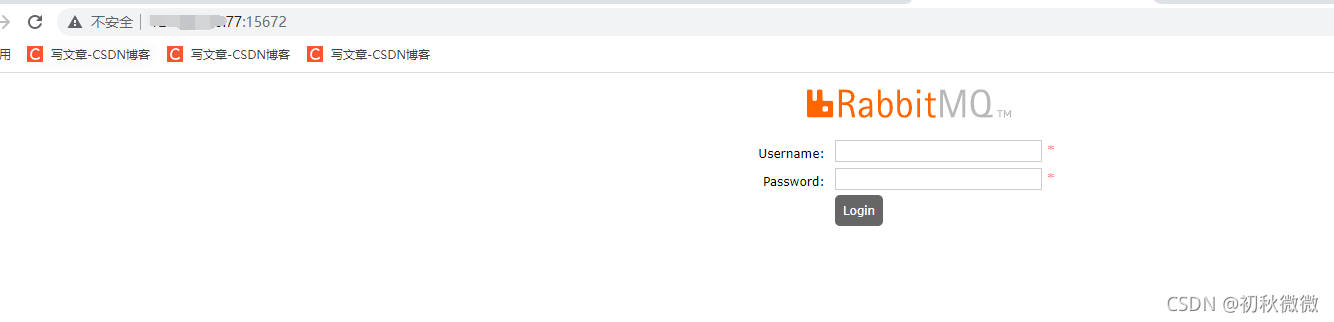 不安全 .77:15672
用 写文章-CSDN博客 写文章-CSDN博客 写文章-CSDN博客
RabbitMQ TM
Username: *
Password: *
Login
CSDN @初秋微微